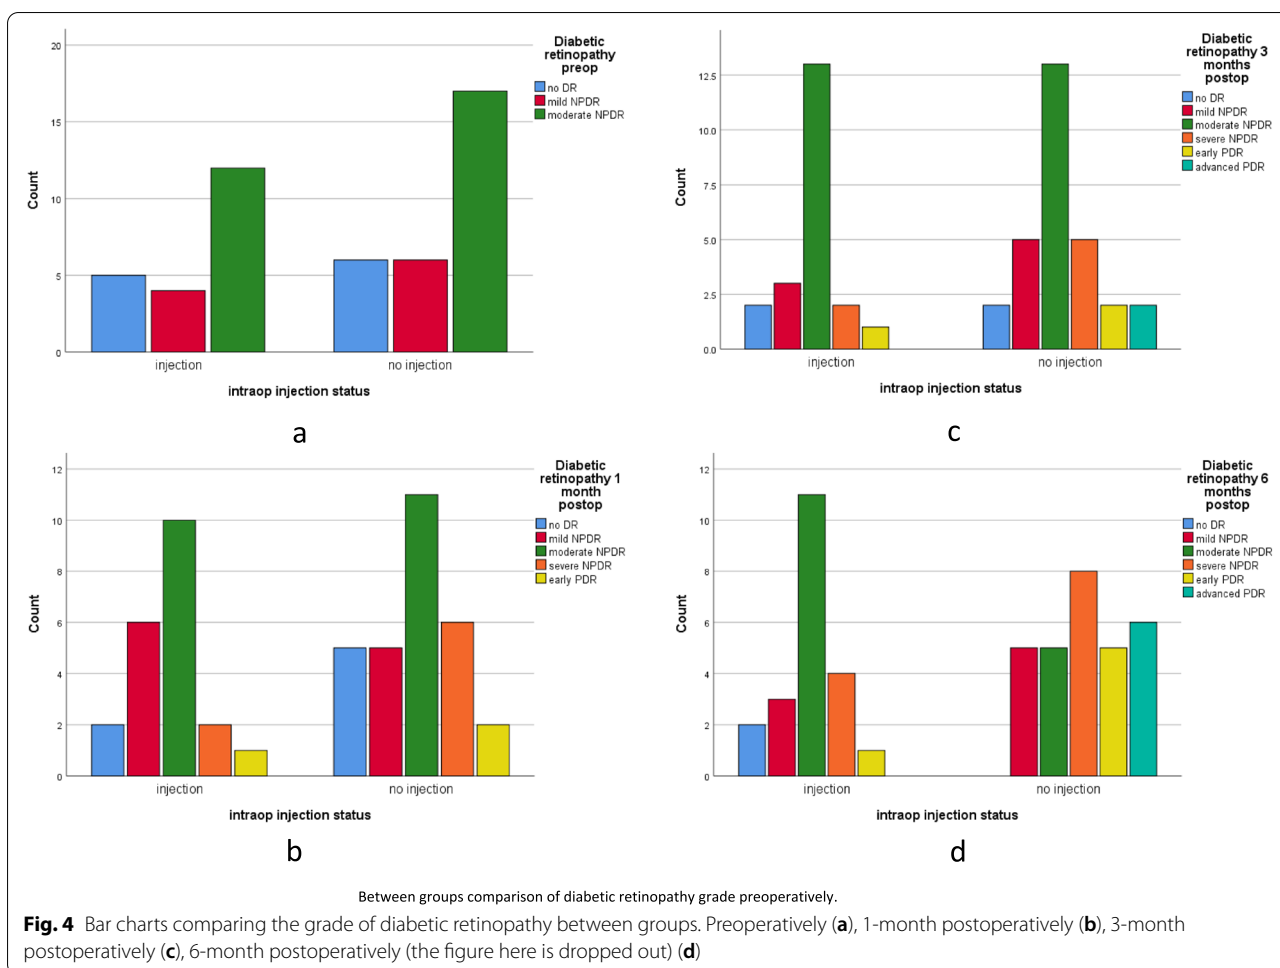 Diabetic
retinopathy
preop
no DR
mild NPDR
moderate NPDR
20
15
10
5
0
Count
injection
no injection
intraop injection status
a
Diabetic
retinopathy 3
months
postop
no DR
mild NPDR
moderate NPDR
severe NPDR
early PDR
advanced PDR
12.5
10.0
7.5
5.0
2.5
0.0
Count
injection
no injection
intraop injection status
c
Diabetic
retinopathy 1
month
postop
no DR
mild NPDR
moderate NPDR
severe NPDR
early PDR
12
10
8
6
4
2
0
Count
injection
no injection
intraop injection status
b
Diabetic
retinopathy 6
months
postop
no DR
mild NPDR
moderate NPDR
severe NPDR
early PDR
advanced PDR
12
10
8
6
4
2
0
Count
injection
no injection
intraop injection status
d
Between groups comparison of diabetic retinopathy grade preoperatively.
Fig. 4 Bar charts comparing the grade of diabetic retinopathy between groups. Preoperatively (a), 1-month postoperatively (b), 3-month
postoperatively (c), 6-month postoperatively (the figure here is dropped out) (d)